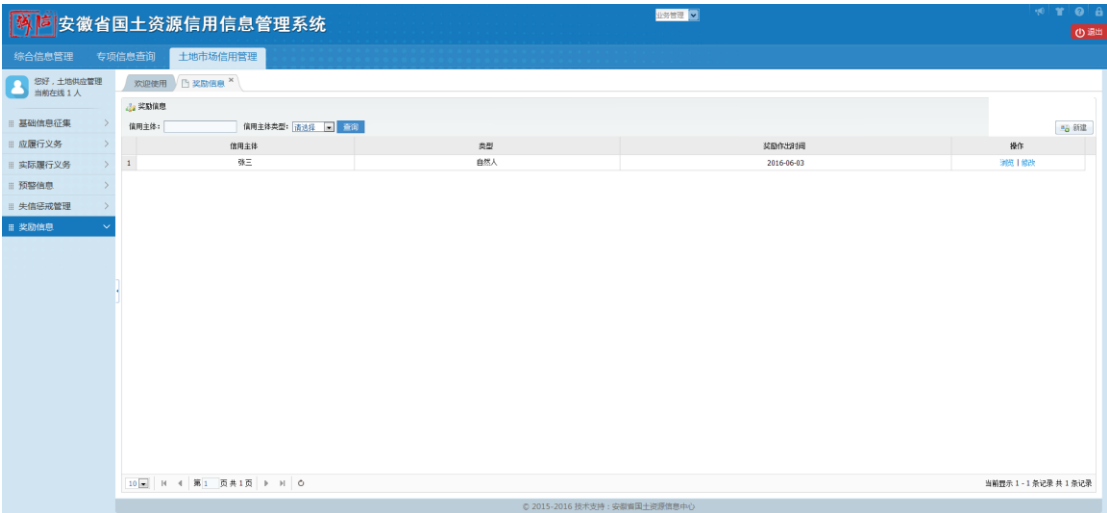 诚信 安徽省国土资源信用信息管理系统
业务管理
退出
综合信息管理 专项信息查询 土地市场信用管理
您好，土地供应管理
当前在线 1 人
欢迎使用 奖励信息 ×
奖励信息
信用主体: 信用主体类型: 请选择 查询
新建
信用主体 类型 奖励作出时间 操作
1 张三 自然人 2016-06-03 浏览 | 修改
基础信息征集
应履行义务
实际履行义务
预警信息
失信惩戒管理
奖励信息
10 第 1 页共1页
当前显示 1 - 1 条记录 共 1 条记录
© 2015-2016 技术支持：安徽省国土资源信息中心